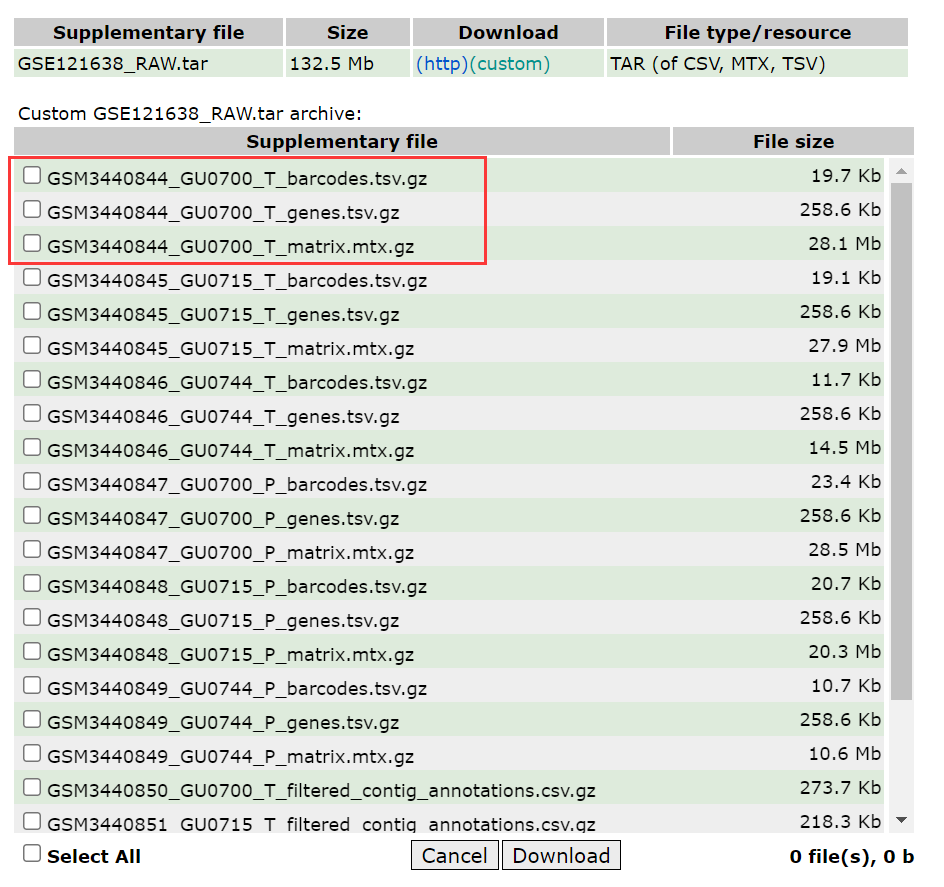 Supplementary file Size Download File type/resource
GSE121638_RAW.tar 132.5 Mb (http)(custom) TAR (of CSV, MTX, TSV)
Custom GSE121638_RAW.tar archive:
Supplementary file File size
GSM3440844_GU0700_T_barcodes.tsv.gz 19.7 Kb
GSM3440844_GU0700_T_genes.tsv.gz 258.6 Kb
GSM3440844_GU0700_T_matrix.mtx.gz 28.1 Mb
GSM3440845_GU0715_T_barcodes.tsv.gz 19.1 Kb
GSM3440845_GU0715_T_genes.tsv.gz 258.6 Kb
GSM3440845_GU0715_T_matrix.mtx.gz 27.9 Mb
GSM3440846_GU0744_T_barcodes.tsv.gz 11.7 Kb
GSM3440846_GU0744_T_genes.tsv.gz 258.6 Kb
GSM3440846_GU0744_T_matrix.mtx.gz 14.5 Mb
GSM3440847_GU0700_P_barcodes.tsv.gz 23.4 Kb
GSM3440847_GU0700_P_genes.tsv.gz 258.6 Kb
GSM3440847_GU0700_P_matrix.mtx.gz 28.5 Mb
GSM3440848_GU0715_P_barcodes.tsv.gz 20.7 Kb
GSM3440848_GU0715_P_genes.tsv.gz 258.6 Kb
GSM3440848_GU0715_P_matrix.mtx.gz 20.3 Mb
GSM3440849_GU0744_P_barcodes.tsv.gz 10.7 Kb
GSM3440849_GU0744_P_genes.tsv.gz 258.6 Kb
GSM3440849_GU0744_P_matrix.mtx.gz 10.6 Mb
GSM3440850_GU0700_T_filtered_contig_annotations.csv.gz 273.7 Kb
GSM3440851_GU0715_T_filtered_contig_annotations.csv.gz 218.3 Kb
Select All Cancel Download 0 file(s), 0 b